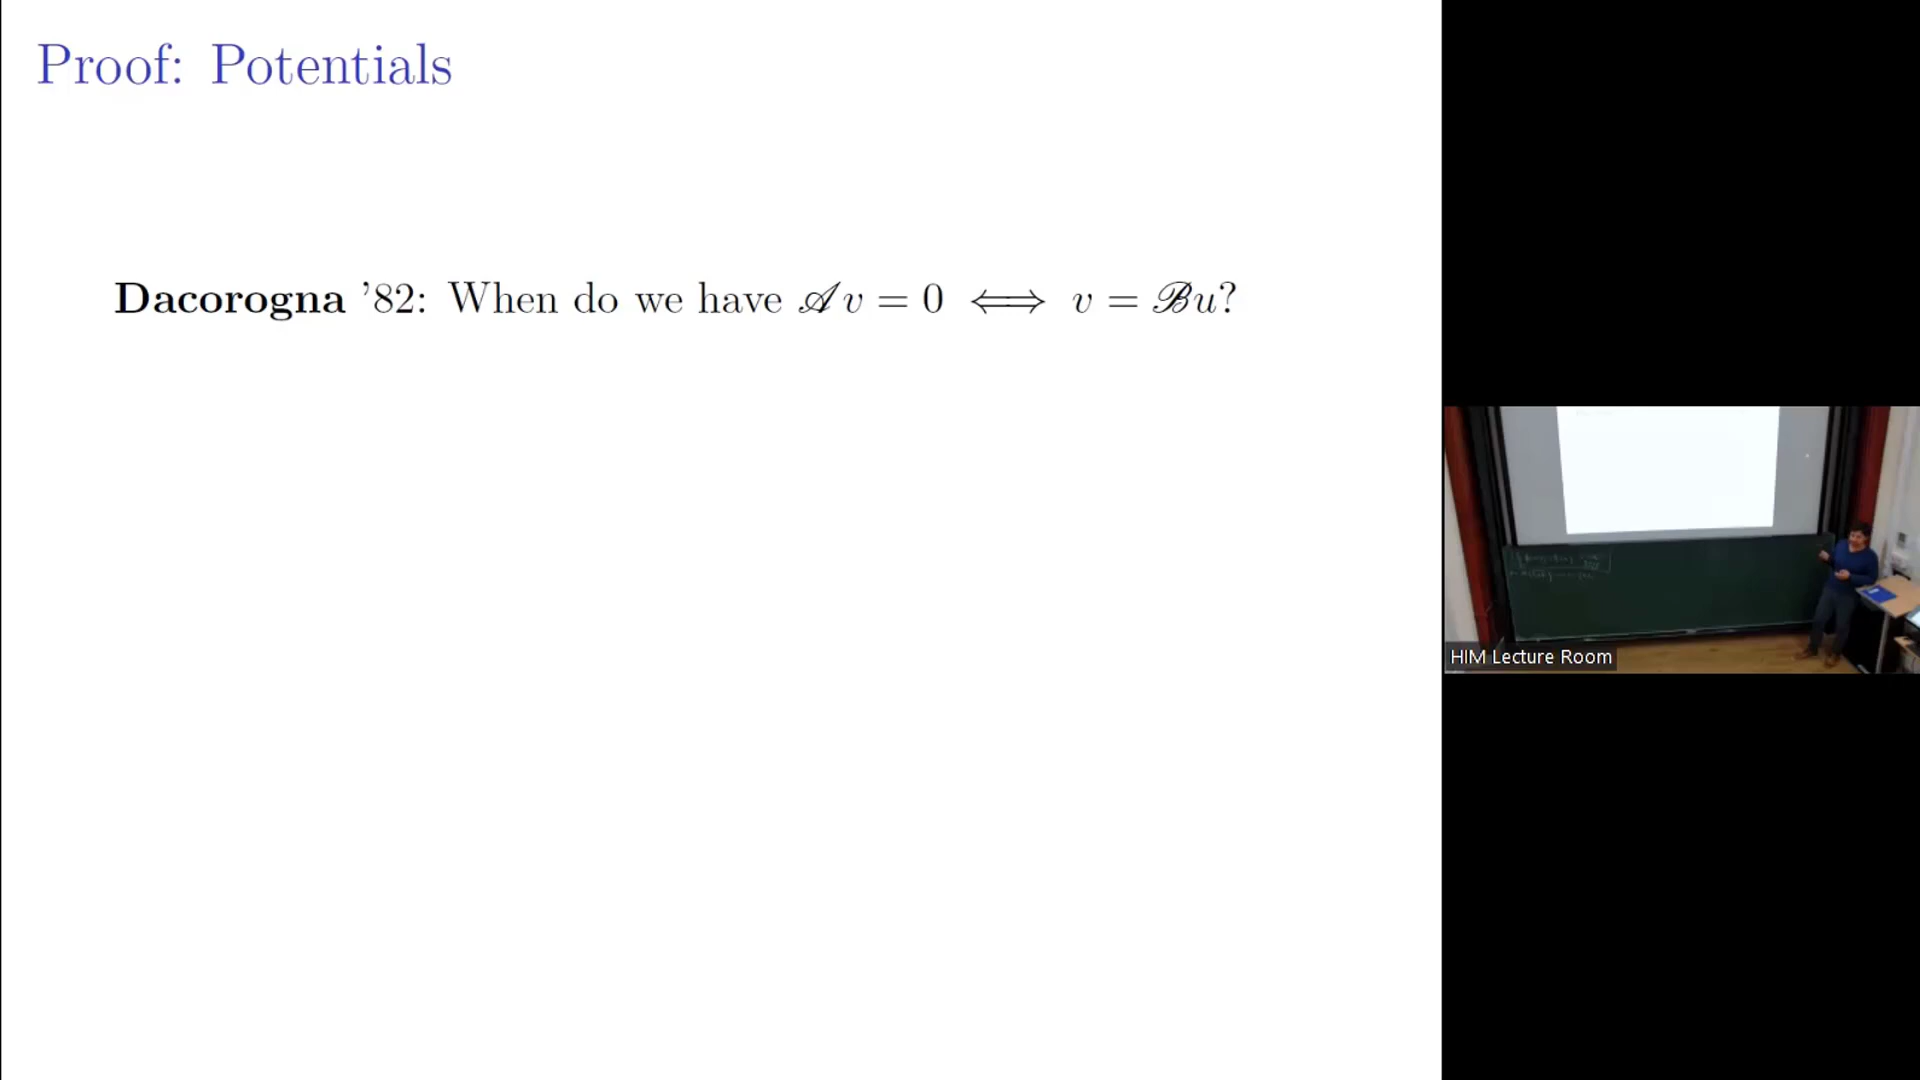 Proof: Potentials
Dacorogna ’82: When do we have 𝒜v = 0 ⟺ v = ℬu?
HIM Lecture Room